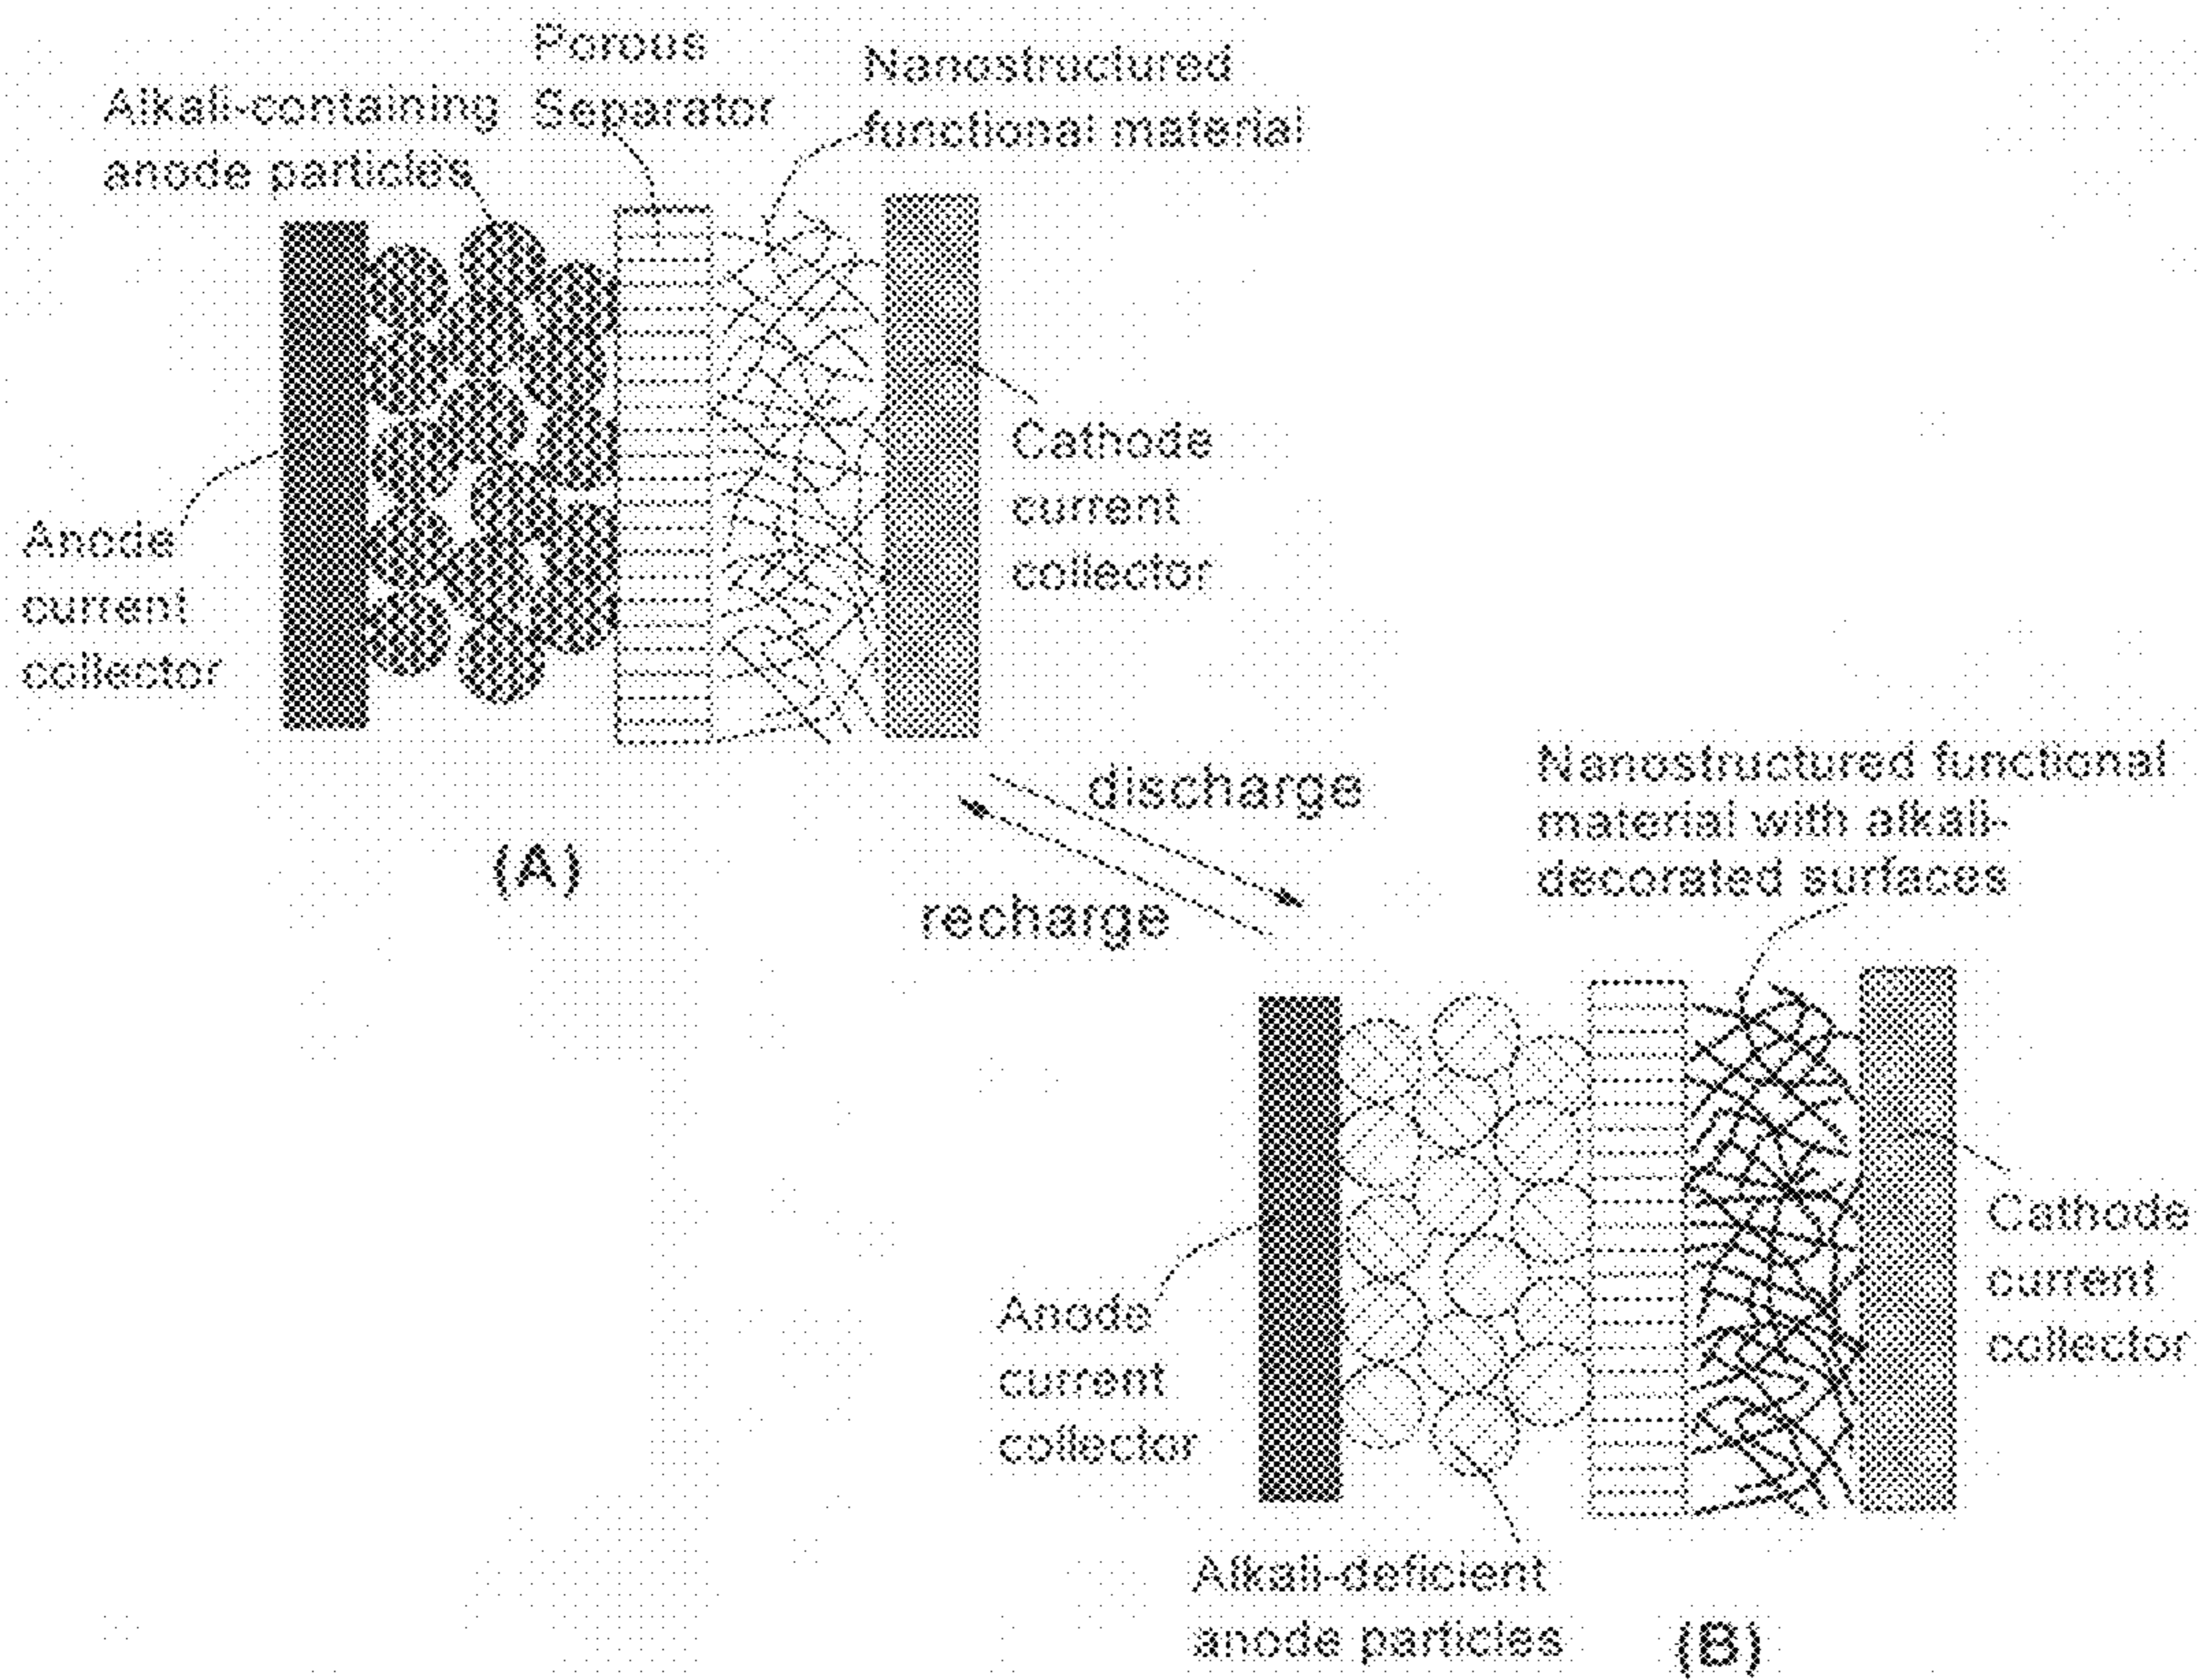 Porous
Separator
Alkali-containing
anode particles
Nanostructured
functional material
Anode
current
collector
Cathode
current
collector
(A)
discharge
recharge
Nanostructured functional
material with alkali-
decorated surfaces
Anode
current
collector
Cathode
current
collector
Alkali-deficient
anode particles
(B)